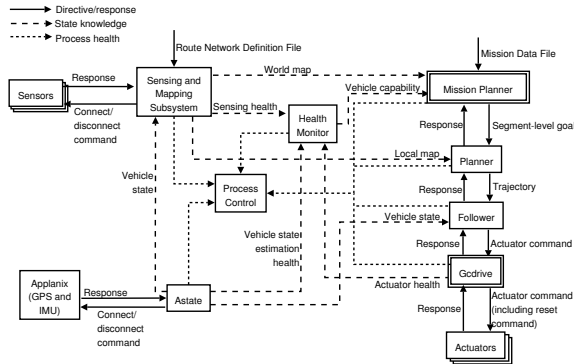 Directive/response
State knowledge
Process health
Route Network Definition File
Mission Data File
Sensors
Response
Connect/
disconnect
command
Sensing and
Mapping
Subsystem
World map
Vehicle capability
Mission Planner
Sensing health
Health
Monitor
Response
Segment-level goal
Local map
Planner
Vehicle
state
Process
Control
Response
Trajectory
Vehicle state
Follower
Vehicle state
estimation
health
Response
Actuator command
Applanix
(GPS and
IMU)
Response
Connect/
disconnect
command
Astate
Actuator health
Gcdrive
Response
Actuator command
(including reset
command)
Actuators